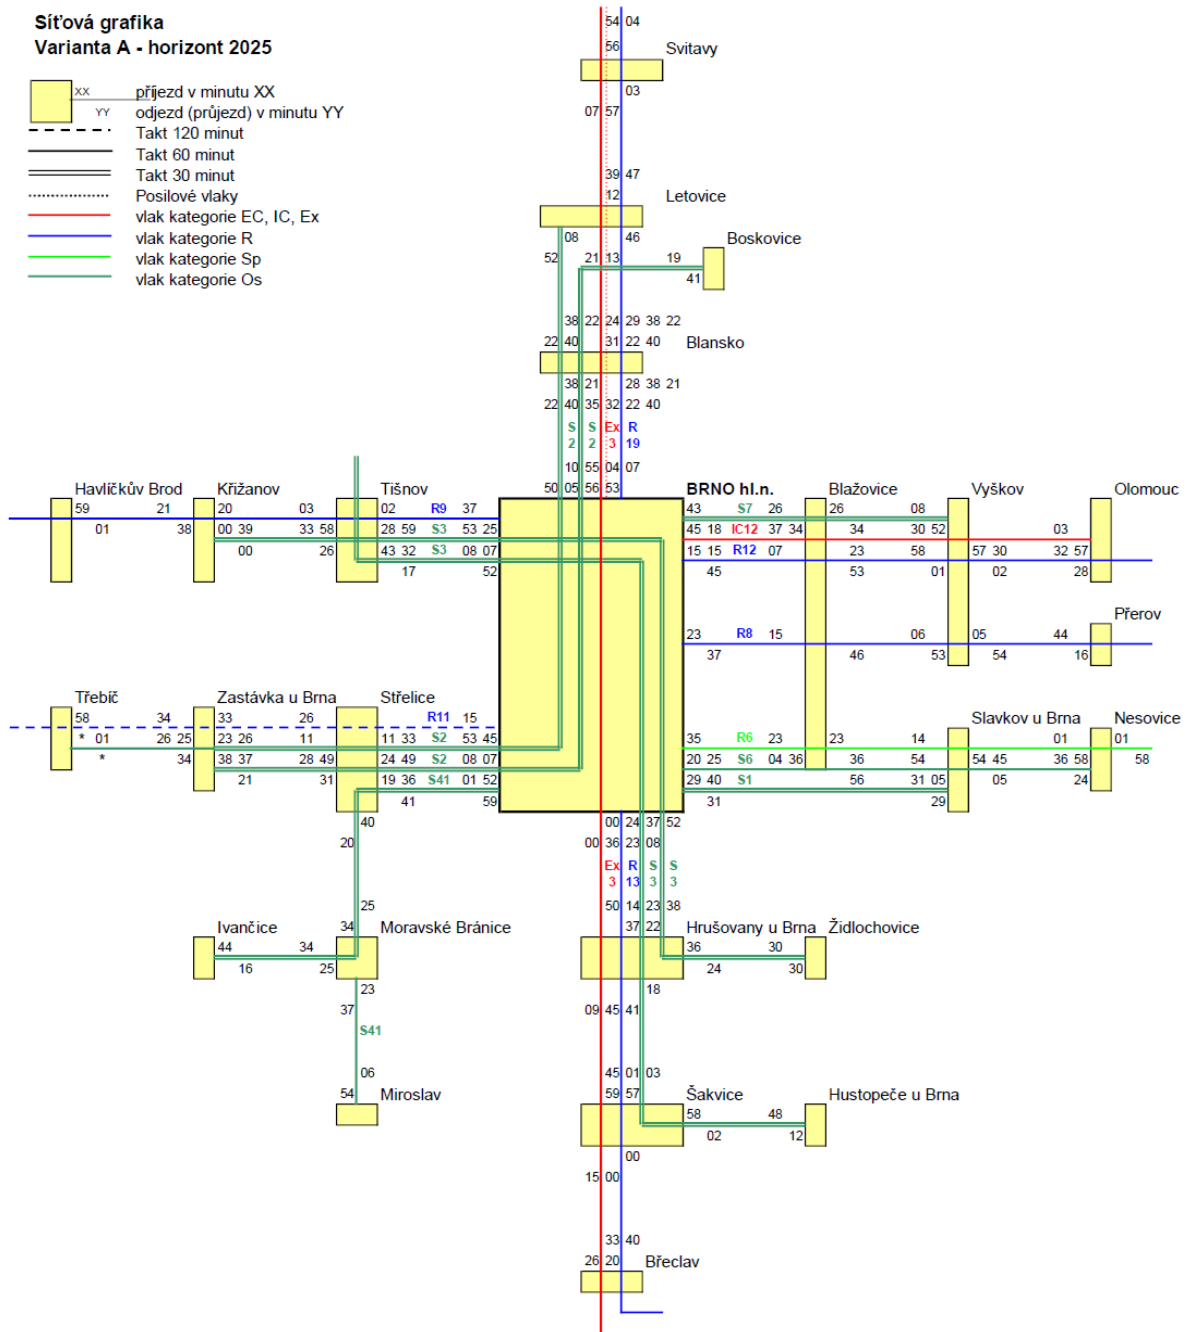 Síťová grafika
Varianta A - horizont 2025
XX příjezd v minutu XX
YY odjezd (průjezd) v minutu YY
Takt 120 minut
Takt 60 minut
Takt 30 minut
Posilové vlaky
vlak kategorie EC, IC, Ex
vlak kategorie R
vlak kategorie Sp
vlak kategorie Os
54 04
56 Svitavy
03
07 57
39 47
12 Letovice
08 46 Boskovice
52 21 13 19
41
38 22 24 29 38 22
22 40 31 22 40 Blansko
38 21 28 38 21
22 40 35 32 22 40
S S Ex R
2 2 3 19
10 55 04 07
50 05 56 53
Havlíčkův Brod Křižanov Tišnov BRNO hl.n. Blažovice Vyškov Olomouc
59 21 20 03 02 R9 37 43 S7 26 26 08
01 38 00 39 33 58 28 59 S3 53 25 45 18 IC12 37 34 34 30 52 03
00 26 43 32 S3 08 07 15 15 R12 07 23 58 57 30 32 57
17 52 45 53 01 02 28
Přerov
23 R8 15 06 05 44
37 46 53 54 16
Třebíč Zastávka u Brna Střelice Slavkov u Brna Nesovice
58 34 33 26 R11 15
* 01 26 25 23 26 11 11 33 S2 53 45 35 R6 23 23 14 01 01
* 34 38 37 28 49 24 49 S2 08 07 20 25 S6 04 36 36 54 54 45 36 58 58
21 31 19 36 S41 01 52 29 40 S1 56 31 05 05 24
41 59 31 29
40 00 24 37 52
20 00 36 23 08
Ex R S S
3 13 3 3
25 50 14 23 38
Ivančice 34 Moravské Bránice 37 22 Hrušovany u Brna Židlochovice
44 34 36 30
16 25 24 30
23 18
37 09 45 41
S41
06 45 01 03
54 Miroslav 59 57 Šakvice Hustopeče u Brna
58 48
02 12
00
15 00
33 40
26 20 Břeclav